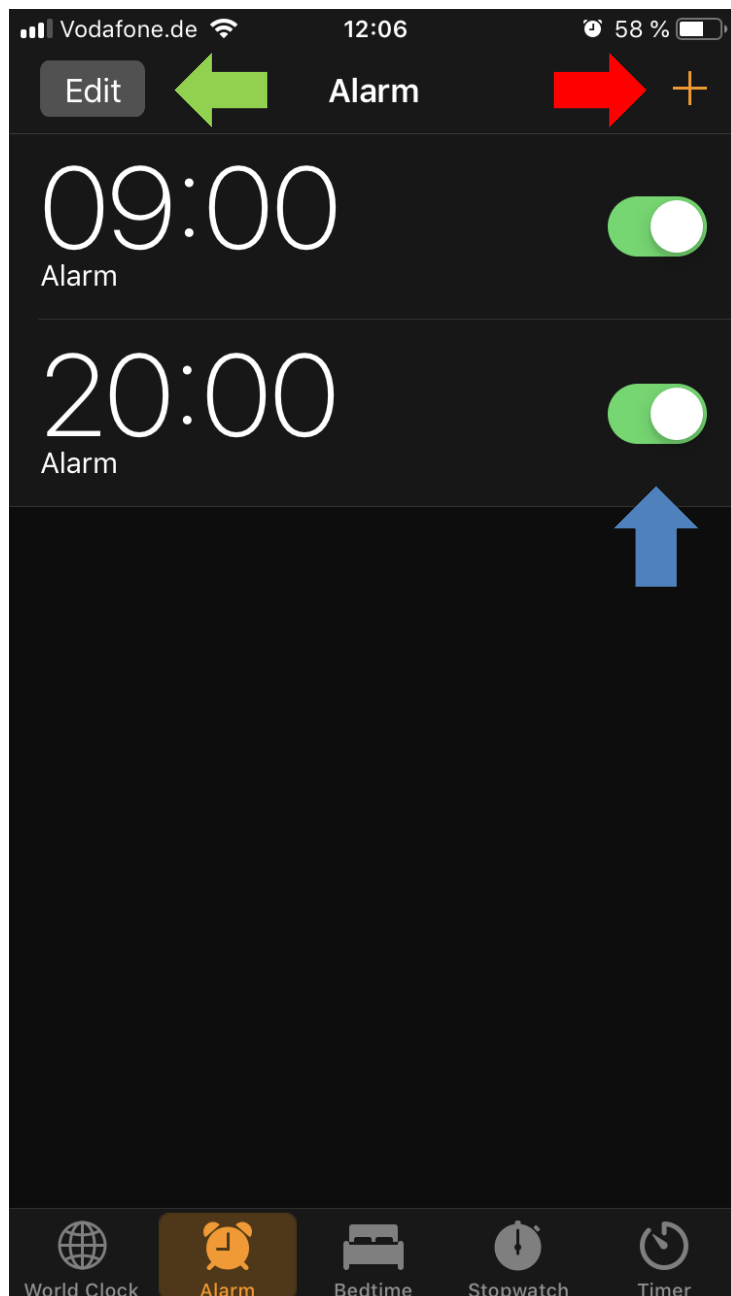 Vodafone.de 12:06 58 %
Edit Alarm +
09:00
Alarm
20:00
Alarm
World Clock Alarm Bedtime Stopwatch Timer